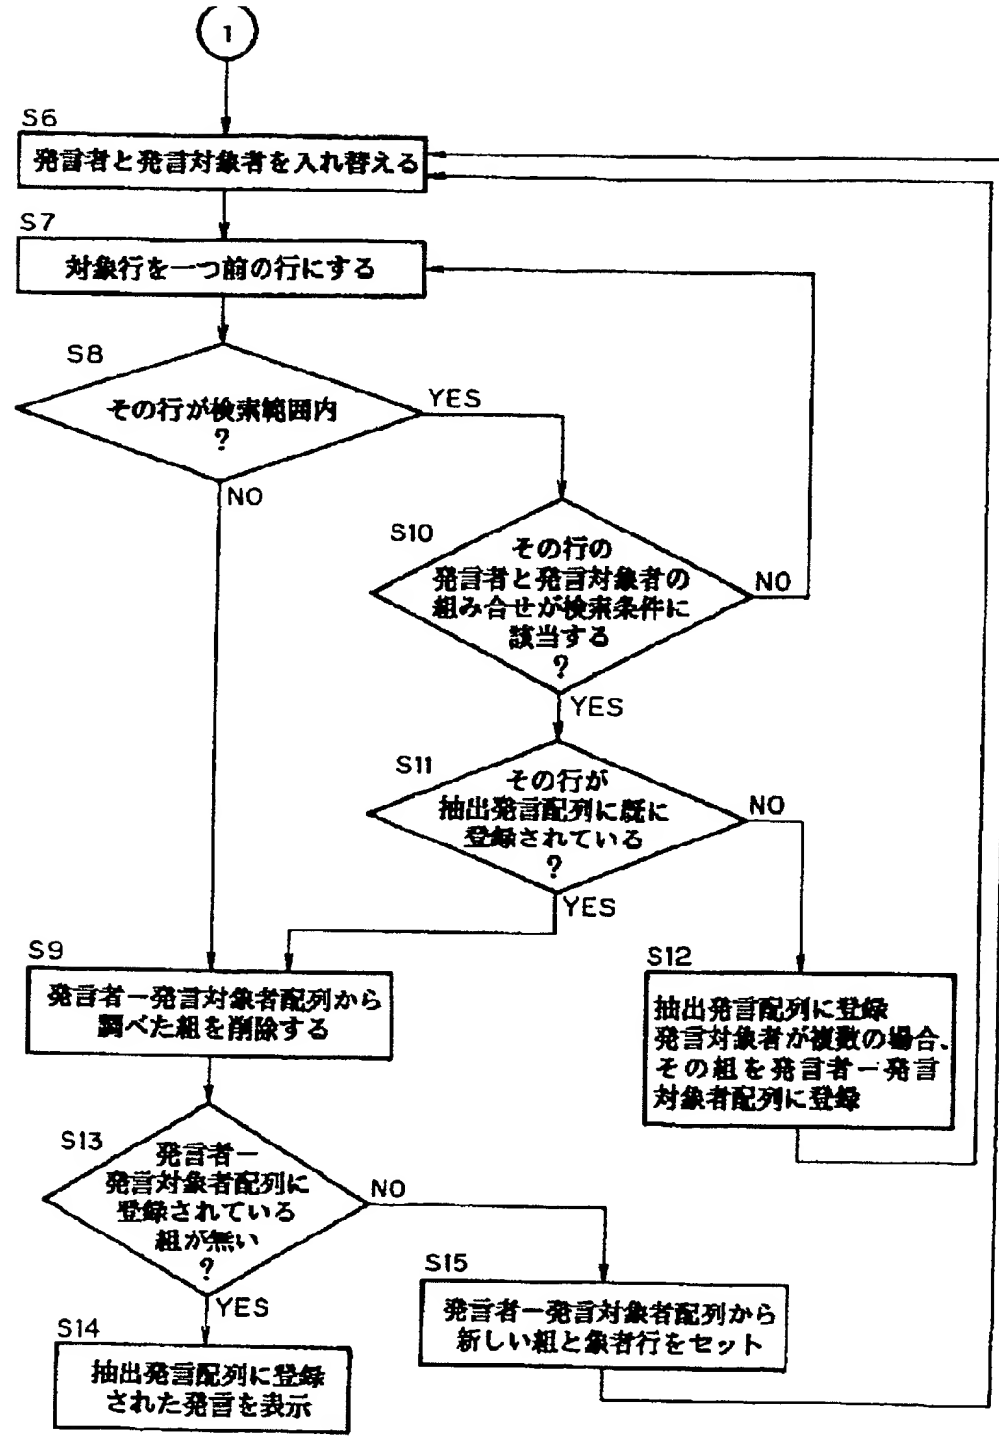 1
S6
発言者と発言対象者を入れ替える
S7
対象行を一つ前の行にする
S8
その行が検索範囲内
?
YES
NO
S10
その行の
発言者と発言対象者の
組み合せが検索条件に
該当する
?
NO
YES
S11
その行が
抽出発言配列に既に
登録されている
?
NO
YES
S9
発言者ー発言対象者配列から
調べた組を削除する
S12
抽出発言配列に登録
発言対象者が複数の場合、
その組を発言者ー発言
対象者配列に登録
S13
発言者ー
発言対象者配列に
登録されている
組が無い
?
NO
YES
S15
発言者ー発言対象者配列から
新しい組と象者行をセット
S14
抽出発言配列に登録
された発言を表示